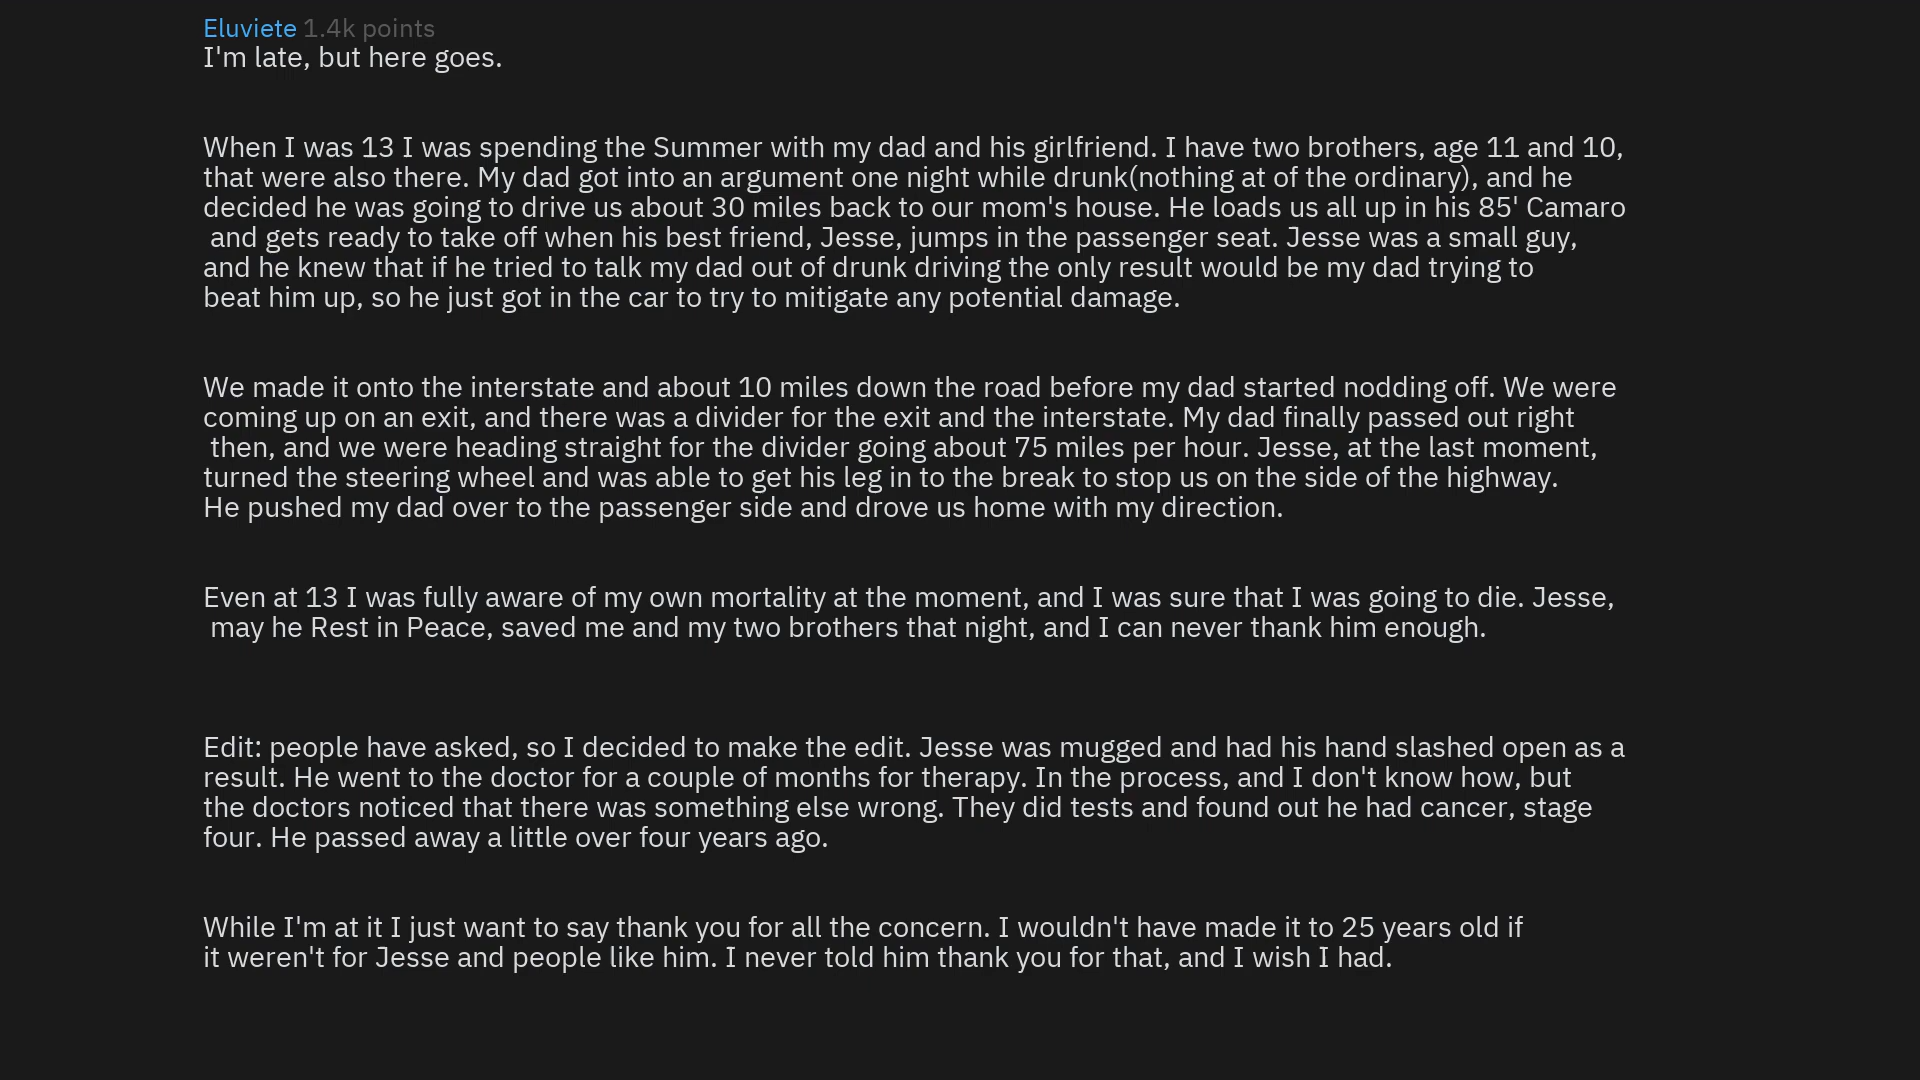 Eluviete 1.4k points
I'm late, but here goes.
When I was 13 I was spending the Summer with my dad and his girlfriend. I have two brothers, age 11 and 10,
that were also there. My dad got into an argument one night while drunk(nothing at of the ordinary), and he
decided he was going to drive us about 30 miles back to our mom's house. He loads us all up in his 85' Camaro
and gets ready to take off when his best friend, Jesse, jumps in the passenger seat. Jesse was a small guy,
and he knew that if he tried to talk my dad out of drunk driving the only result would be my dad trying to
beat him up, so he just got in the car to try to mitigate any potential damage.
We made it onto the interstate and about 10 miles down the road before my dad started nodding off. We were
coming up on an exit, and there was a divider for the exit and the interstate. My dad finally passed out right
then, and we were heading straight for the divider going about 75 miles per hour. Jesse, at the last moment,
turned the steering wheel and was able to get his leg in to the break to stop us on the side of the highway.
He pushed my dad over to the passenger side and drove us home with my direction.
Even at 13 I was fully aware of my own mortality at the moment, and I was sure that I was going to die. Jesse,
may he Rest in Peace, saved me and my two brothers that night, and I can never thank him enough.
Edit: people have asked, so I decided to make the edit. Jesse was mugged and had his hand slashed open as a
result. He went to the doctor for a couple of months for therapy. In the process, and I don't know how, but
the doctors noticed that there was something else wrong. They did tests and found out he had cancer, stage
four. He passed away a little over four years ago.
While I'm at it I just want to say thank you for all the concern. I wouldn't have made it to 25 years old if
it weren't for Jesse and people like him. I never told him thank you for that, and I wish I had.